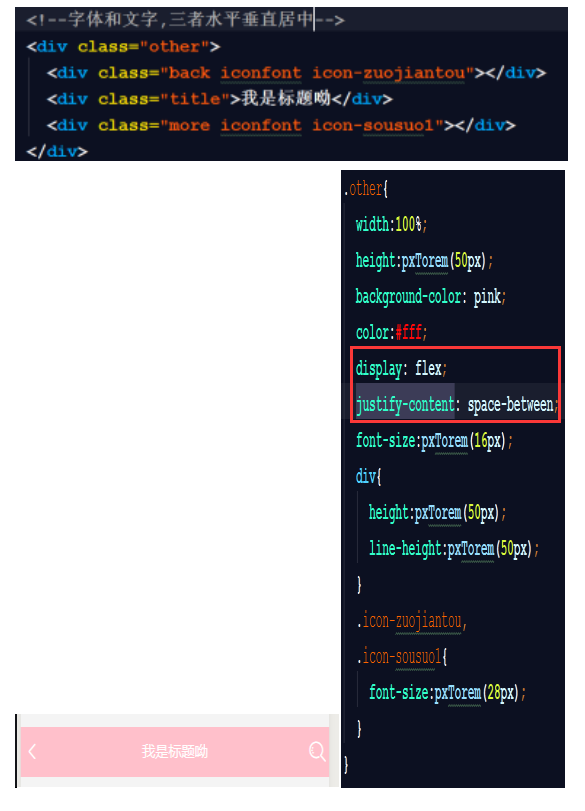 <!--字体和文字,三者水平垂直居中-->
<div class="other">
<div class="back iconfont icon-zuojiantou"></div>
<div class="title">我是标题呦</div>
<div class="more iconfont icon-sousuo1"></div>
</div>
.other{
width:100%;
height:pxTorem(50px);
background-color: pink;
color:#fff;
display: flex;
justify-content: space-between;
font-size:pxTorem(16px);
div{
height:pxTorem(50px);
line-height:pxTorem(50px);
}
.icon-zuojiantou,
.icon-sousuo1{
font-size:pxTorem(28px);
}
}
我是标题呦